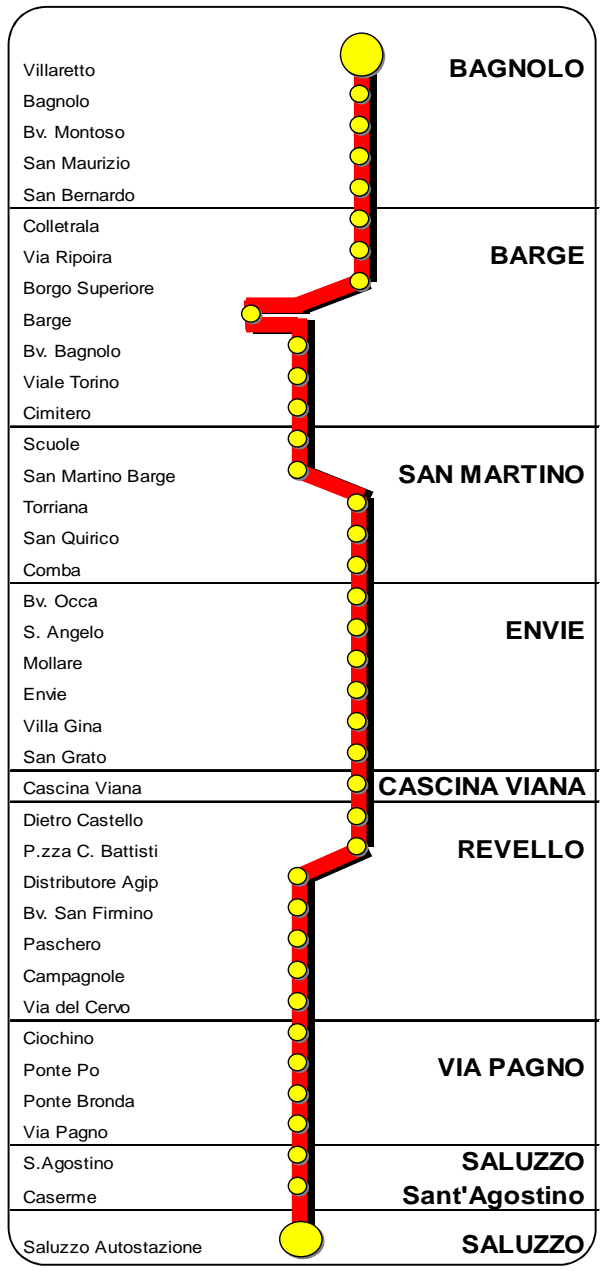 Villaretto
BAGNOLO
Bagnolo
Bv. Montoso
San Maurizio
San Bernardo
Colletrala
Via Ripoira
BARGE
Borgo Superiore
Barge
Bv. Bagnolo
Viale Torino
Cimitero
Scuole
San Martino Barge
SAN MARTINO
Torriana
San Quirico
Comba
Bv. Occa
S. Angelo
ENVIE
Mollare
Envie
Villa Gina
San Grato
Cascina Viana
CASCINA VIANA
Dietro Castello
P.zza C. Battisti
REVELLO
Distributore Agip
Bv. San Firmino
Paschero
Campagnole
Via del Cervo
Ciochino
Ponte Po
VIA PAGNO
Ponte Bronda
Via Pagno
S.Agostino
SALUZZO
Caserme
Sant'Agostino
Saluzzo Autostazione
SALUZZO